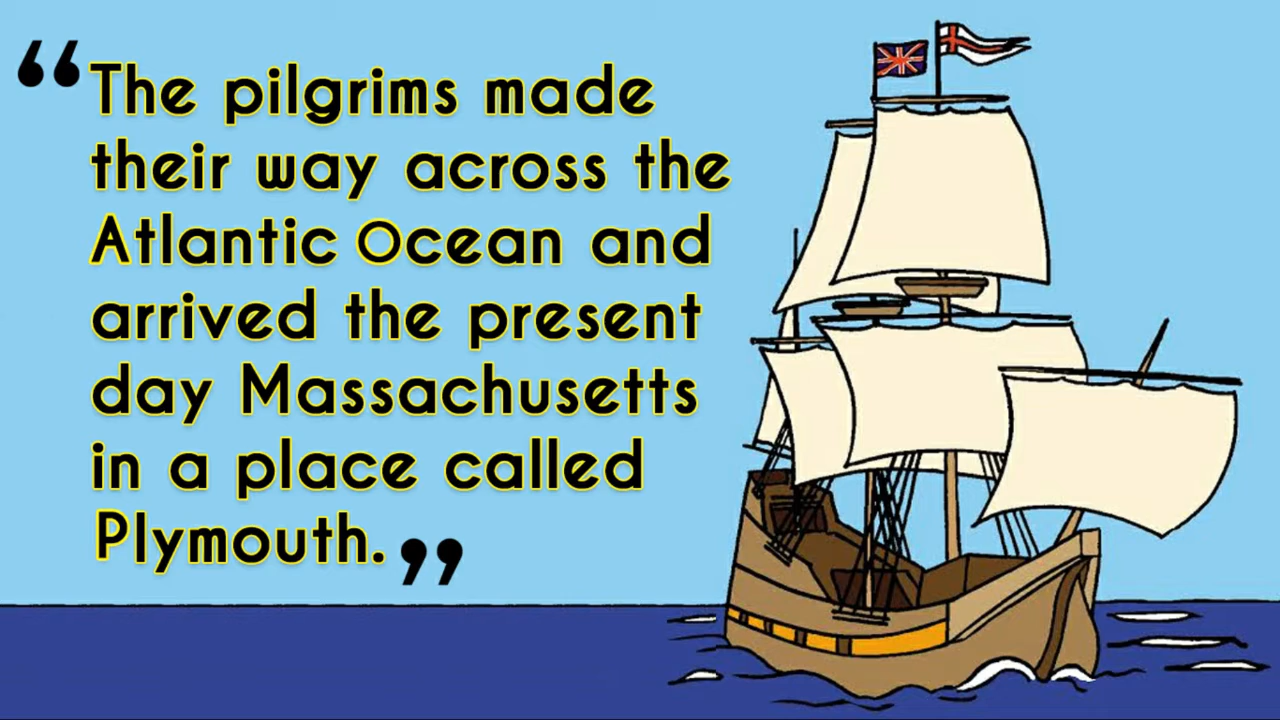 “The pilgrims made
their way across the
Atlantic Ocean and
arrived the present
day Massachusetts
in a place called
Plymouth.”